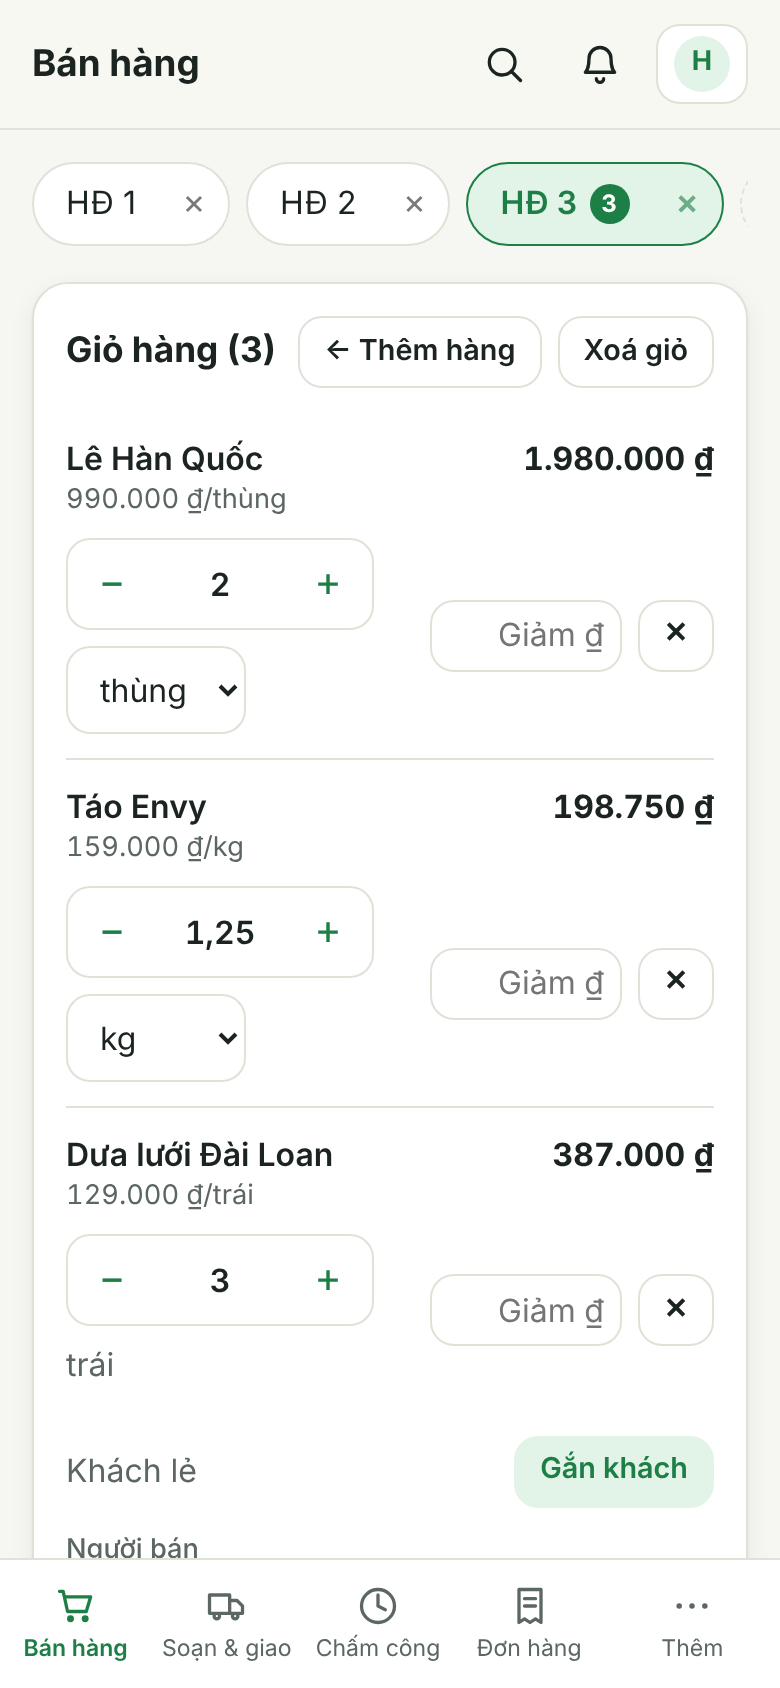 Bán hàng
H
HĐ 1 ×
HĐ 2 ×
HĐ 3 3 ×
Giỏ hàng (3)
← Thêm hàng
Xoá giỏ
Lê Hàn Quốc
1.980.000 ₫
990.000 ₫/thùng
− 2 +
Giảm ₫
×
thùng
Táo Envy
198.750 ₫
159.000 ₫/kg
− 1,25 +
Giảm ₫
×
kg
Dưa lưới Đài Loan
387.000 ₫
129.000 ₫/trái
− 3 +
Giảm ₫
×
trái
Khách lẻ
Gắn khách
Người bán
Bán hàng
Soạn & giao
Chấm công
Đơn hàng
Thêm